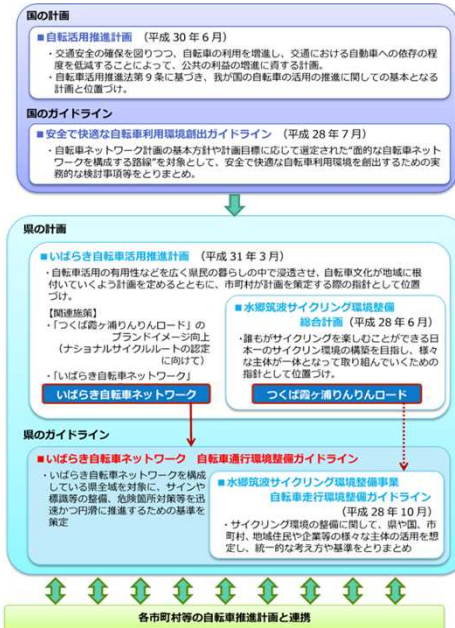 国の計画
■自転活用推進計画 （平成30年6月）
・交通安全の確保を図りつつ、自転車の利用を増進し、交通における自動車への依存の程
度を低減することによって、公共の利益の増進に資する計画。
・自転車活用推進法第9条に基づき、我が国の自転車の活用の推進に関しての基本となる
計画と位置づけ。
国のガイドライン
■安全で快適な自転車利用環境創出ガイドライン （平成28年7月）
・自転車ネットワーク計画の基本方針や計画目標に応じて選定された“面的な自転車ネット
ワークを構成する路線”を対象として、安全で快適な自転車利用環境を創出するための実
務的な検討事項等をとりまとめ。
県の計画
■いばらき自転車活用推進計画 （平成31年3月）
・自転車活用の有用性などを広く県民の暮らしの中で浸透させ、自転車文化が地域に根
付いていくよう計画を定めるとともに、市町村が計画を策定する際の指針として位置
づけ。
【関連施策】
・「つくば霞ヶ浦りんりんロード」の
ブランドイメージ向上
（ナショナルサイクルルートの認定
に向けて）
・「いばらき自転車ネットワーク」
いばらき自転車ネットワーク
■水郷筑波サイクリング環境整備
総合計画（平成28年6月）
・誰もがサイクリングを楽しむことができる日
本一のサイクリン環境の構築を目指し、様々
な主体が一体となって取り組んでいくための
指針として位置づけ。
つくば霞ヶ浦りんりんロード
県のガイドライン
■いばらき自転車ネットワーク 自転車通行環境整備ガイドライン
・いばらき自転車ネットワークを構成
している県全域を対象に、サインや
標識等の整備、危険箇所対策等を迅
速かつ円滑に推進するための基準を
策定
■水郷筑波サイクリング環境整備事業
自転車走行環境整備ガイドライン
（平成28年10月）
・サイクリング環境の整備に関して、県や国、市
町村、地域住民や企業等の様々な主体の活用を想
定し、統一的な考え方や基準をとりまとめ
各市町村等の自転車推進計画と連携